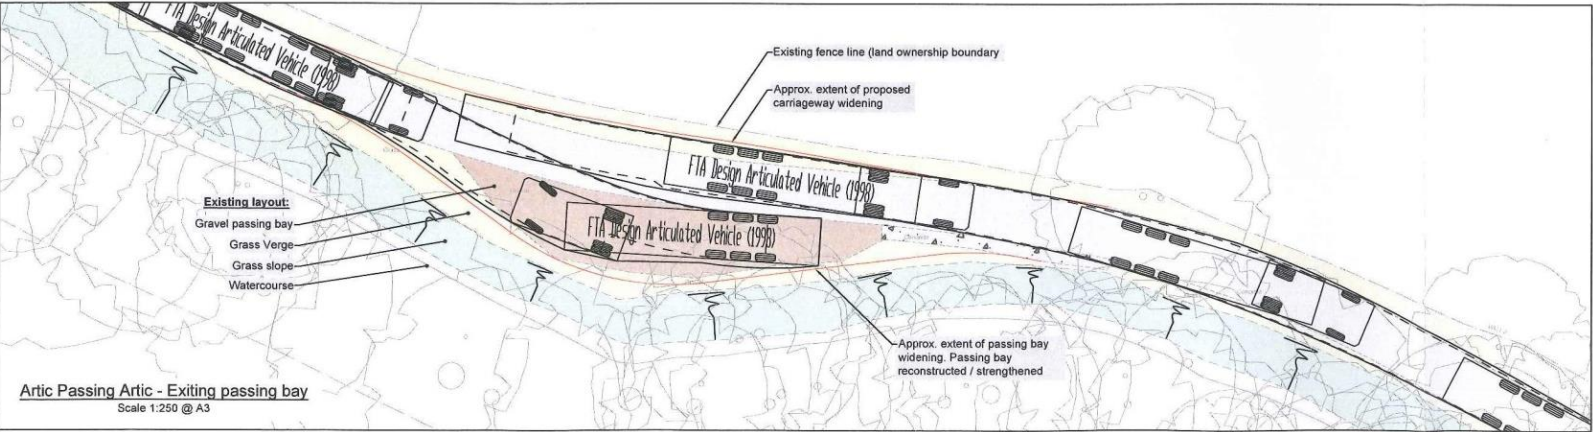 FTA Design Articulated Vehicle (1998)
Existing fence line (land ownership boundary
Approx. extent of proposed
carriageway widening
FTA Design Articulated Vehicle (1998)
Existing layout:
Gravel passing bay
Grass Verge
Grass slope
Watercourse
FTA Design Articulated Vehicle (1998)
Approx. extent of passing bay
widening. Passing bay
reconstructed / strengthened
Artic Passing Artic - Exiting passing bay
Scale 1:250 @ A3